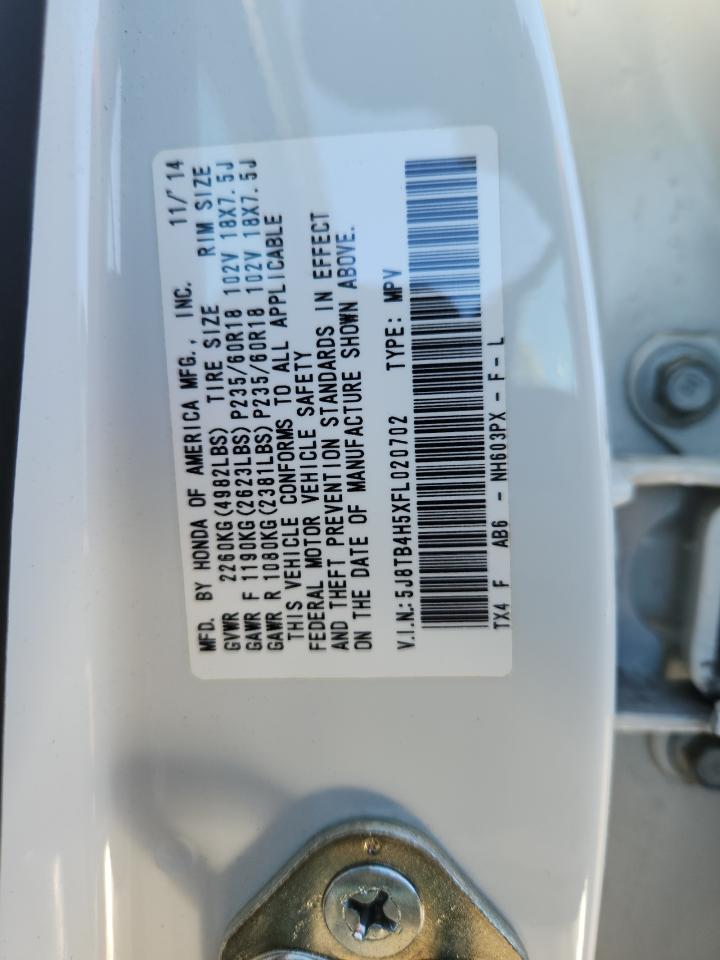 MFD. BY HONDA OF AMERICA MFG., INC. 11/'14
GVWR 2260KG(4982LBS) TIRE SIZE RIM SIZE
GAWR F 1190KG(2623LBS)P235/60R18 102V 18X7.5J
GAWR R 1080KG(2381LBS)P235/60R18 102V 18X7.5J
THIS VEHICLE CONFORMS TO ALL APPLICABLE
FEDERAL MOTOR VEHICLE SAFETY
AND THEFT PREVENTION STANDARDS IN EFFECT
ON THE DATE OF MANUFACTURE SHOWN ABOVE.
V.I.N.: 5J8TB4H5XFL020702 TYPE: MPV
TX4 F AB6 - NH603PX - F - L